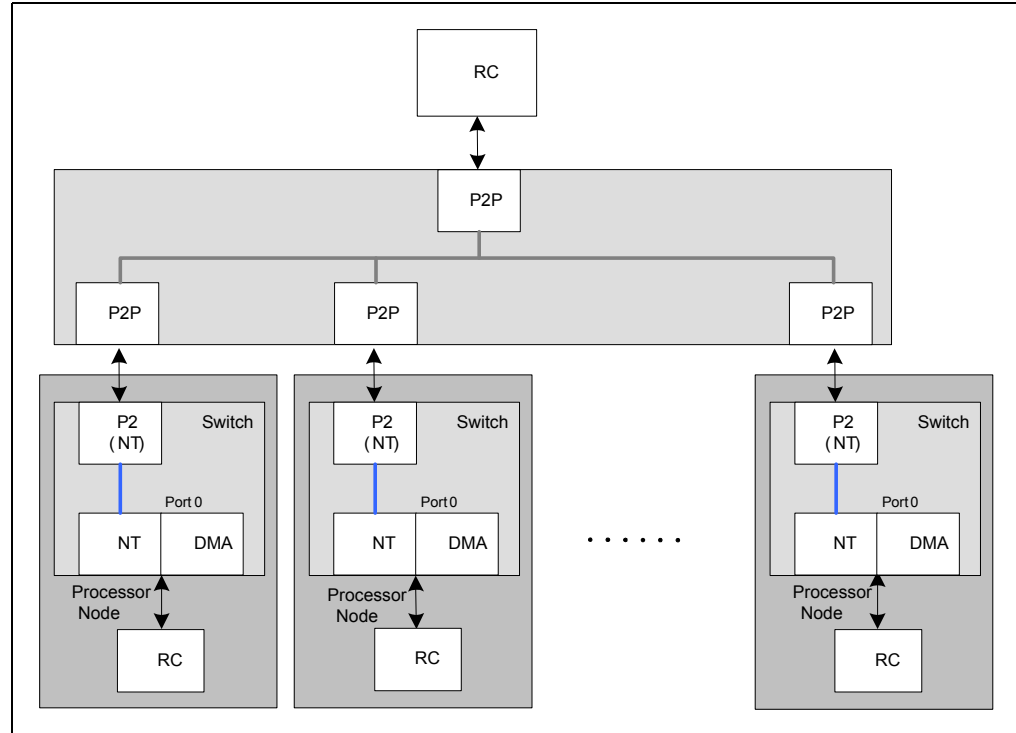 RC
P2P
P2P
P2P
P2P
P2
(NT)
Switch
Port 0
NT
DMA
Processor
Node
RC
P2
(NT)
Switch
Port 0
NT
DMA
Processor
Node
RC
. . . . . .
P2
(NT)
Switch
Port 0
NT
DMA
Processor
Node
RC